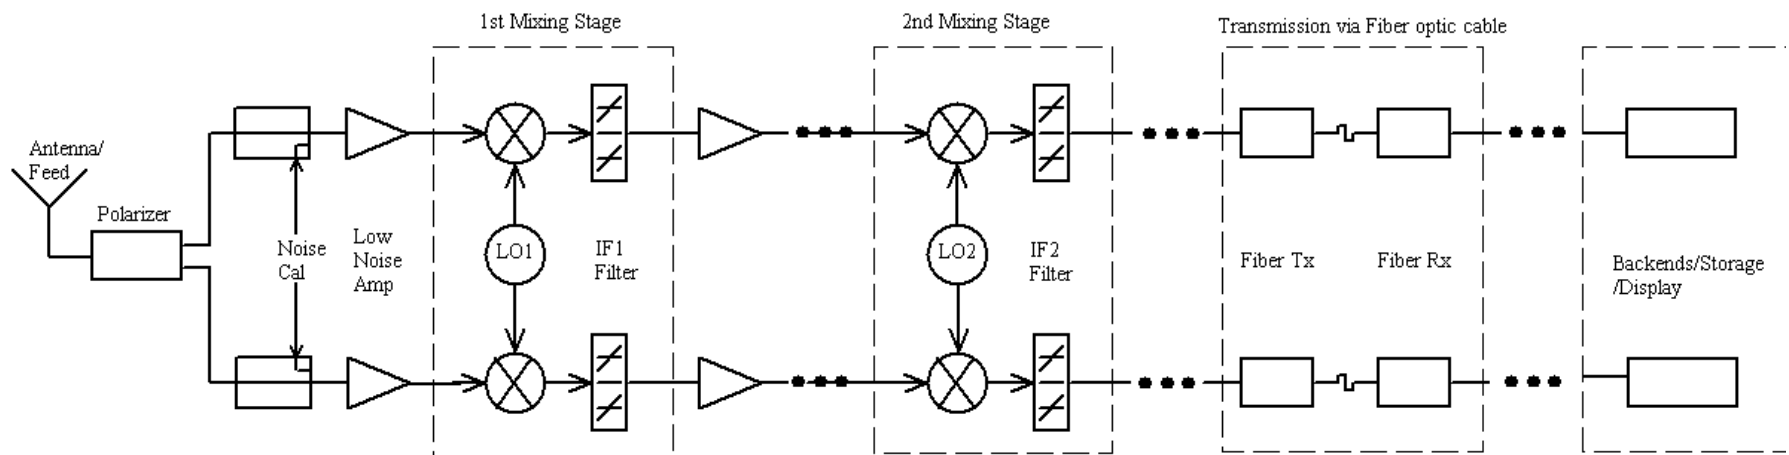 1st Mixing Stage
2nd Mixing Stage
Transmission via Fiber optic cable
Antenna/
Feed
Polarizer
Noise
Cal
Low
Noise
Amp
LO1
IF1
Filter
LO2
IF2
Filter
Fiber Tx
Fiber Rx
Backends/Storage
/Display